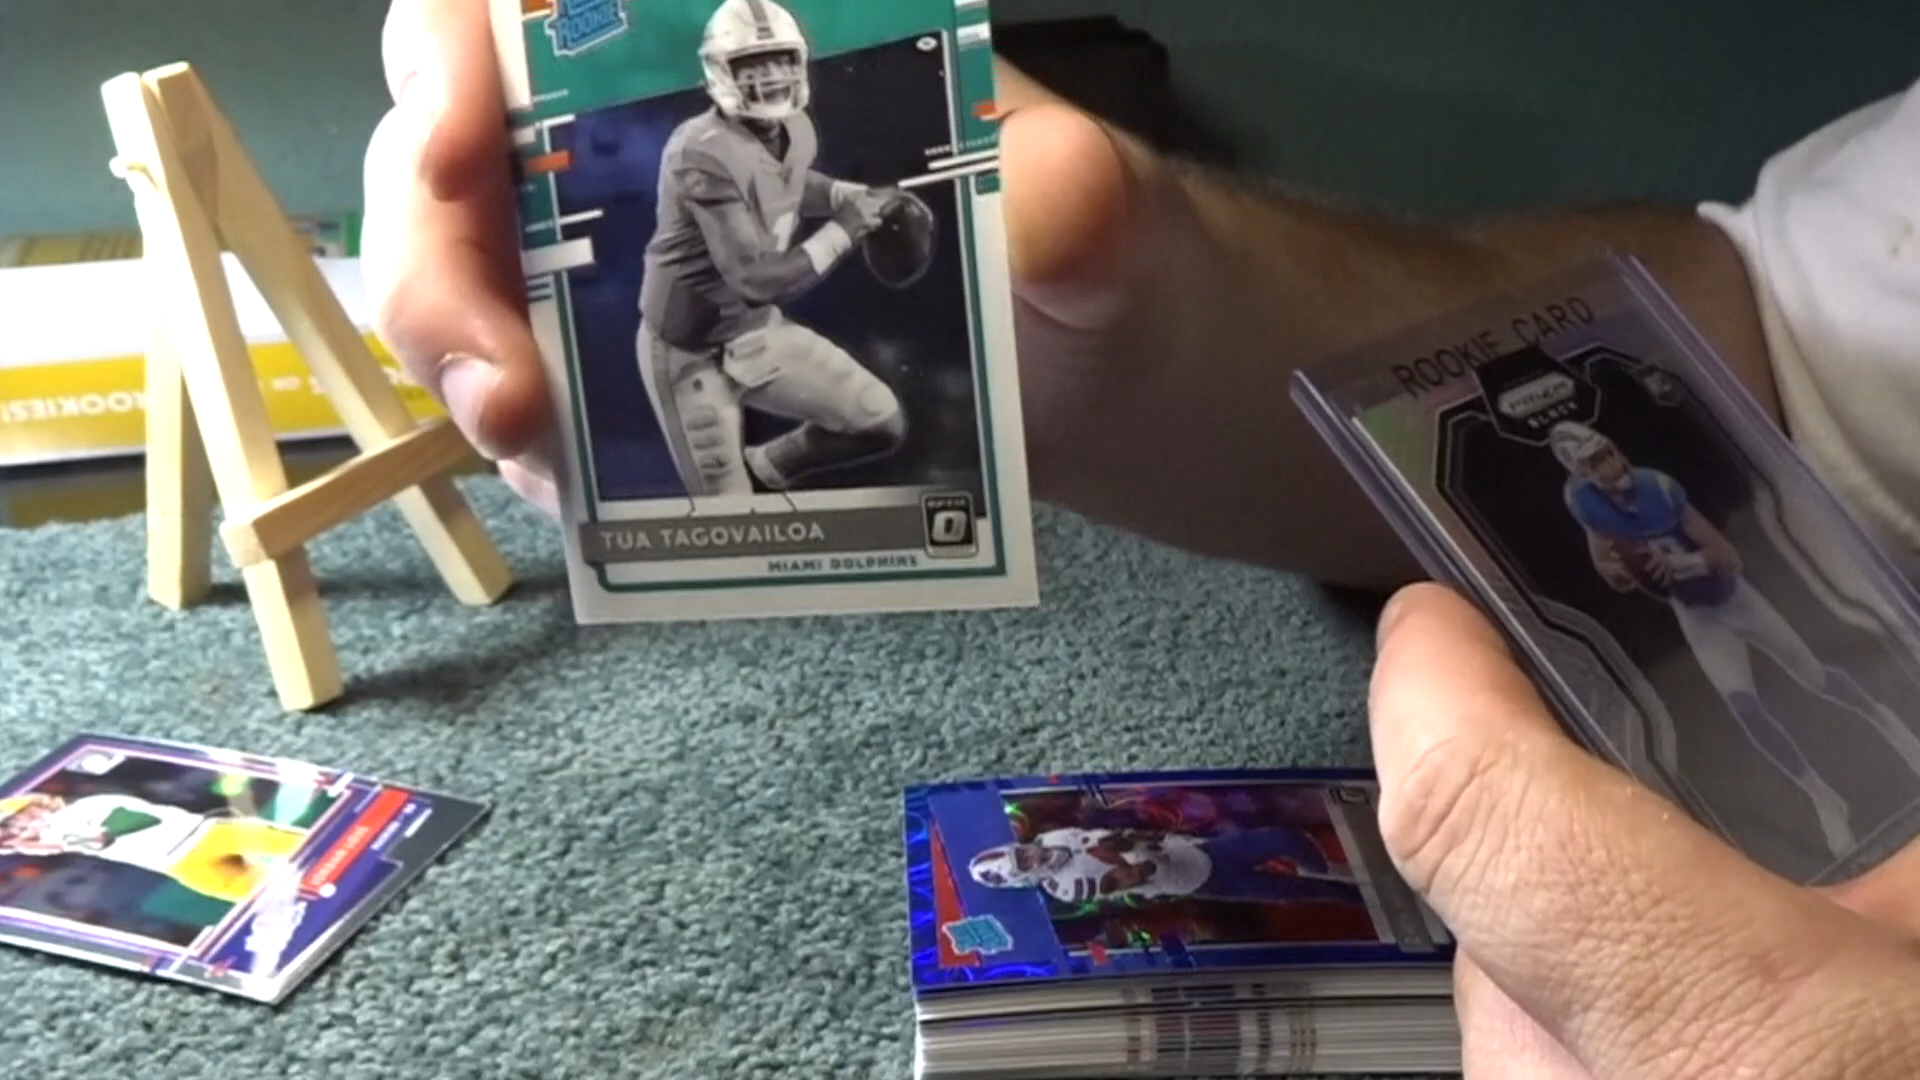 ROOKIE
TUA TAGOVAILOA
MIAMI DOLPHINS
OPTIC
ROOKIE CARD
PRIZM
BLACK
ROOKIES!